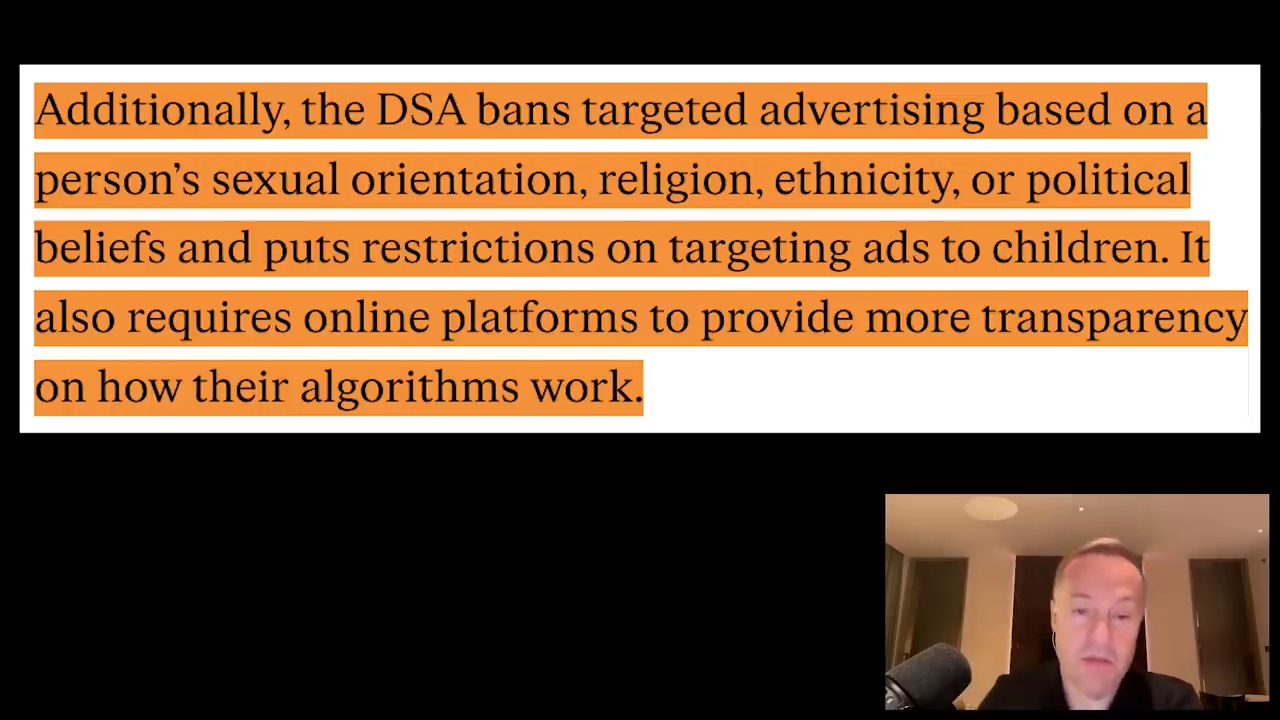 Additionally, the DSA bans targeted advertising based on a
person’s sexual orientation, religion, ethnicity, or political
beliefs and puts restrictions on targeting ads to children. It
also requires online platforms to provide more transparency
on how their algorithms work.